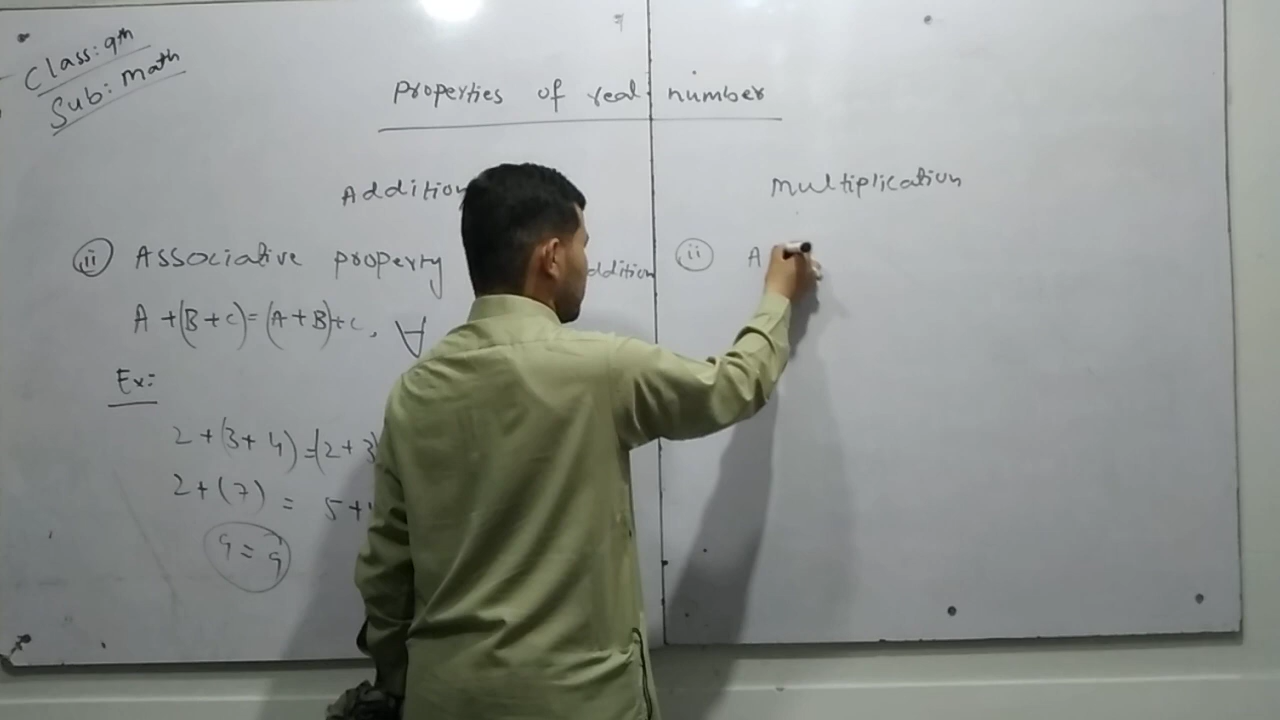 Class: 9th
Sub: Math
Properties of real number
Addition
Multiplication
(ii) Associative property
ddition
(ii) A
A + (B + C) = (A + B) + C, ∀
Ex:
2 + (3 + 4) = (2 + 3)
2 + (7) = 5 +
9 = 9